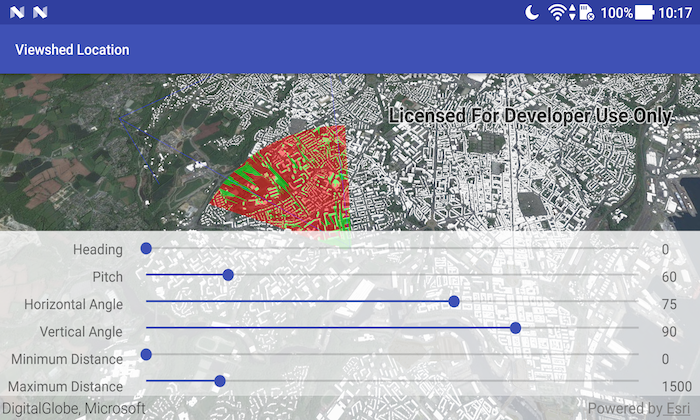 100% 10:17
Viewshed Location
Licensed For Developer Use Only
Heading 0
Pitch 60
Horizontal Angle 75
Vertical Angle 90
Minimum Distance 0
Maximum Distance 1500
DigitalGlobe, Microsoft Powered by Esri